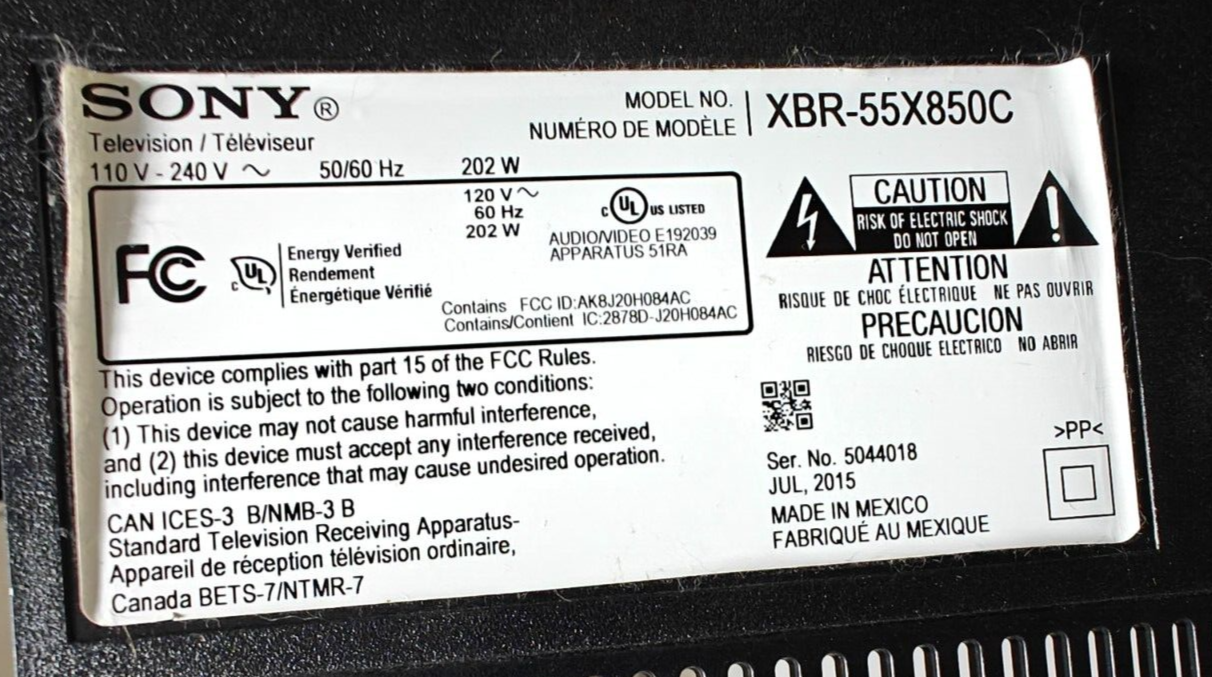 SONY®
MODEL NO.
NUMÉRO DE MODÈLE
XBR-55X850C
Television / Téléviseur
110 V - 240 V ~ 50/60 Hz 202 W
120 V ~
60 Hz
202 W
FC
c UL
Energy Verified
Rendement
Énergétique Vérifié
c UL US LISTED
AUDIO/VIDEO E192039
APPARATUS 51RA
Contains FCC ID:AK8J20H084AC
Contains/Contient IC:2878D-J20H084AC
This device complies with part 15 of the FCC Rules.
Operation is subject to the following two conditions:
(1) This device may not cause harmful interference,
and (2) this device must accept any interference received,
including interference that may cause undesired operation.
CAN ICES-3 B/NMB-3 B
Standard Television Receiving Apparatus-
Appareil de réception télévision ordinaire,
Canada BETS-7/NTMR-7
CAUTION
RISK OF ELECTRIC SHOCK
DO NOT OPEN
ATTENTION
RISQUE DE CHOC ÉLECTRIQUE NE PAS OUVRIR
PRECAUCION
RIESGO DE CHOQUE ELECTRICO NO ABRIR
Ser. No. 5044018
JUL, 2015
MADE IN MEXICO
FABRIQUÉ AU MEXIQUE
>PP<